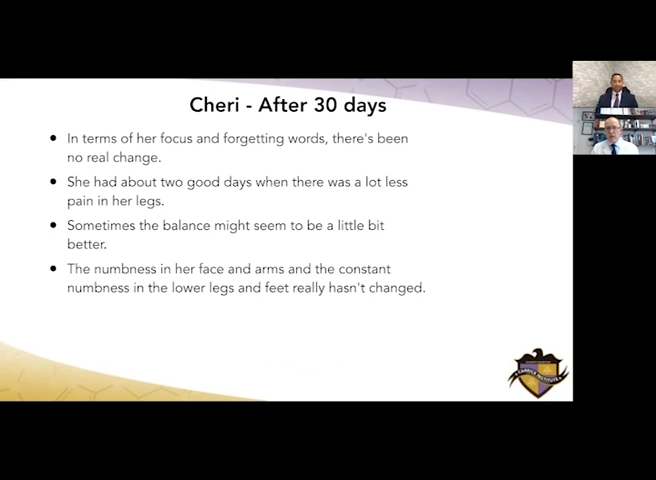 Cheri - After 30 days
• In terms of her focus and forgetting words, there's been
no real change.
• She had about two good days when there was a lot less
pain in her legs.
• Sometimes the balance might seem to be a little bit
better.
• The numbness in her face and arms and the constant
numbness in the lower legs and feet really hasn't changed.
CARRICK INSTITUTE